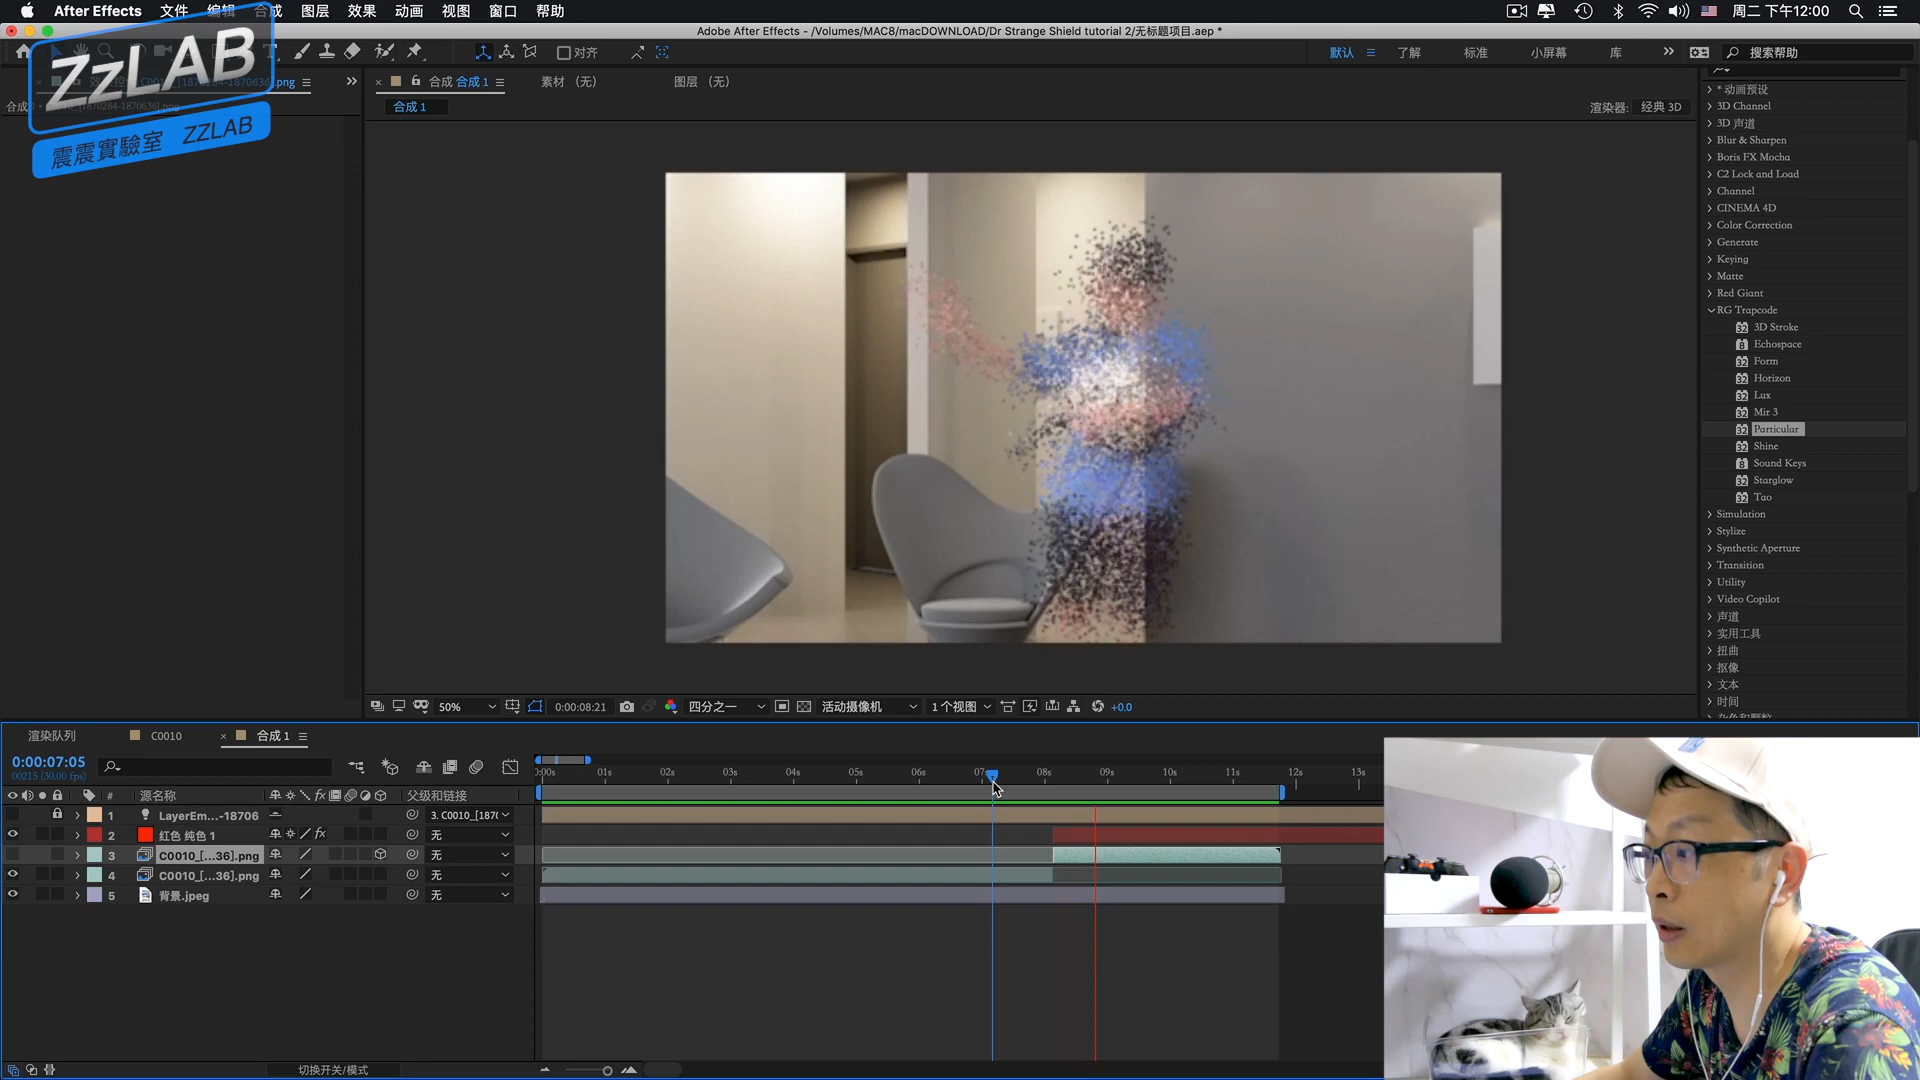 After Effects 文件 编辑 合成 图层 效果 动画 视图 窗口 帮助
周二 下午12:00
Adobe After Effects - /Volumes/MAC8/macDOWNLOAD/Dr Strange Shield tutorial 2/无标题项目.aep *
对齐
默认 了解 标准 小屏幕 库 搜索帮助
ZzLAB
震震實驗室 ZZLAB
合成 合成 1
素材 (无)
图层 (无)
合成 1
渲染器: 经典 3D
* 动画预设
3D Channel
3D 声道
Blur & Sharpen
Boris FX Mocha
C2 Lock and Load
Channel
CINEMA 4D
Color Correction
Generate
Keying
Matte
Red Giant
RG Trapcode
3D Stroke
Echospace
Form
Horizon
Lux
Mir 3
Particular
Shine
Sound Keys
Starglow
Tao
Simulation
Stylize
Synthetic Aperture
Transition
Utility
Video Copilot
声道
实用工具
扭曲
抠像
文本
时间
50% 0:00:08:21 四分之一 活动摄像机 1个视图 +0.0
渲染队列 C0010 合成 1
0:00:07:05
00215 (30.00 fps)
0:00s 01s 02s 03s 04s 05s 06s 07s 08s 09s 10s 11s 12s 13s
# 源名称 父级和链接
1 LayerEm...-18706 3. C0010_[187(
2 红色 纯色 1 无
3 C0010_[...36].png 无
4 C0010_[...36].png 无
5 背景.jpeg 无
切换开关/模式